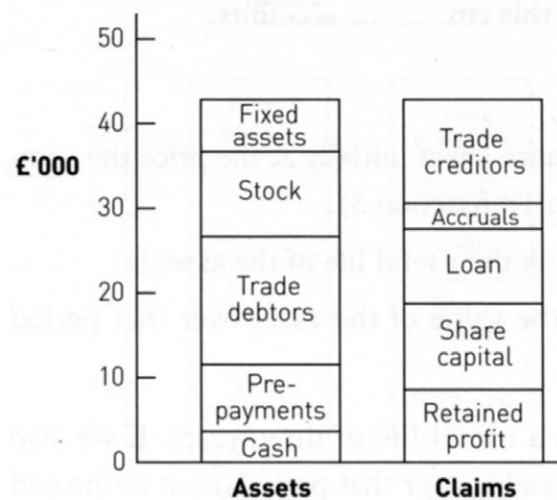 50
40
30
20
10
0
£'000
Fixed
assets
Stock
Trade
debtors
Pre-
payments
Cash
Assets
Trade
creditors
Accruals
Loan
Share
capital
Retained
profit
Claims